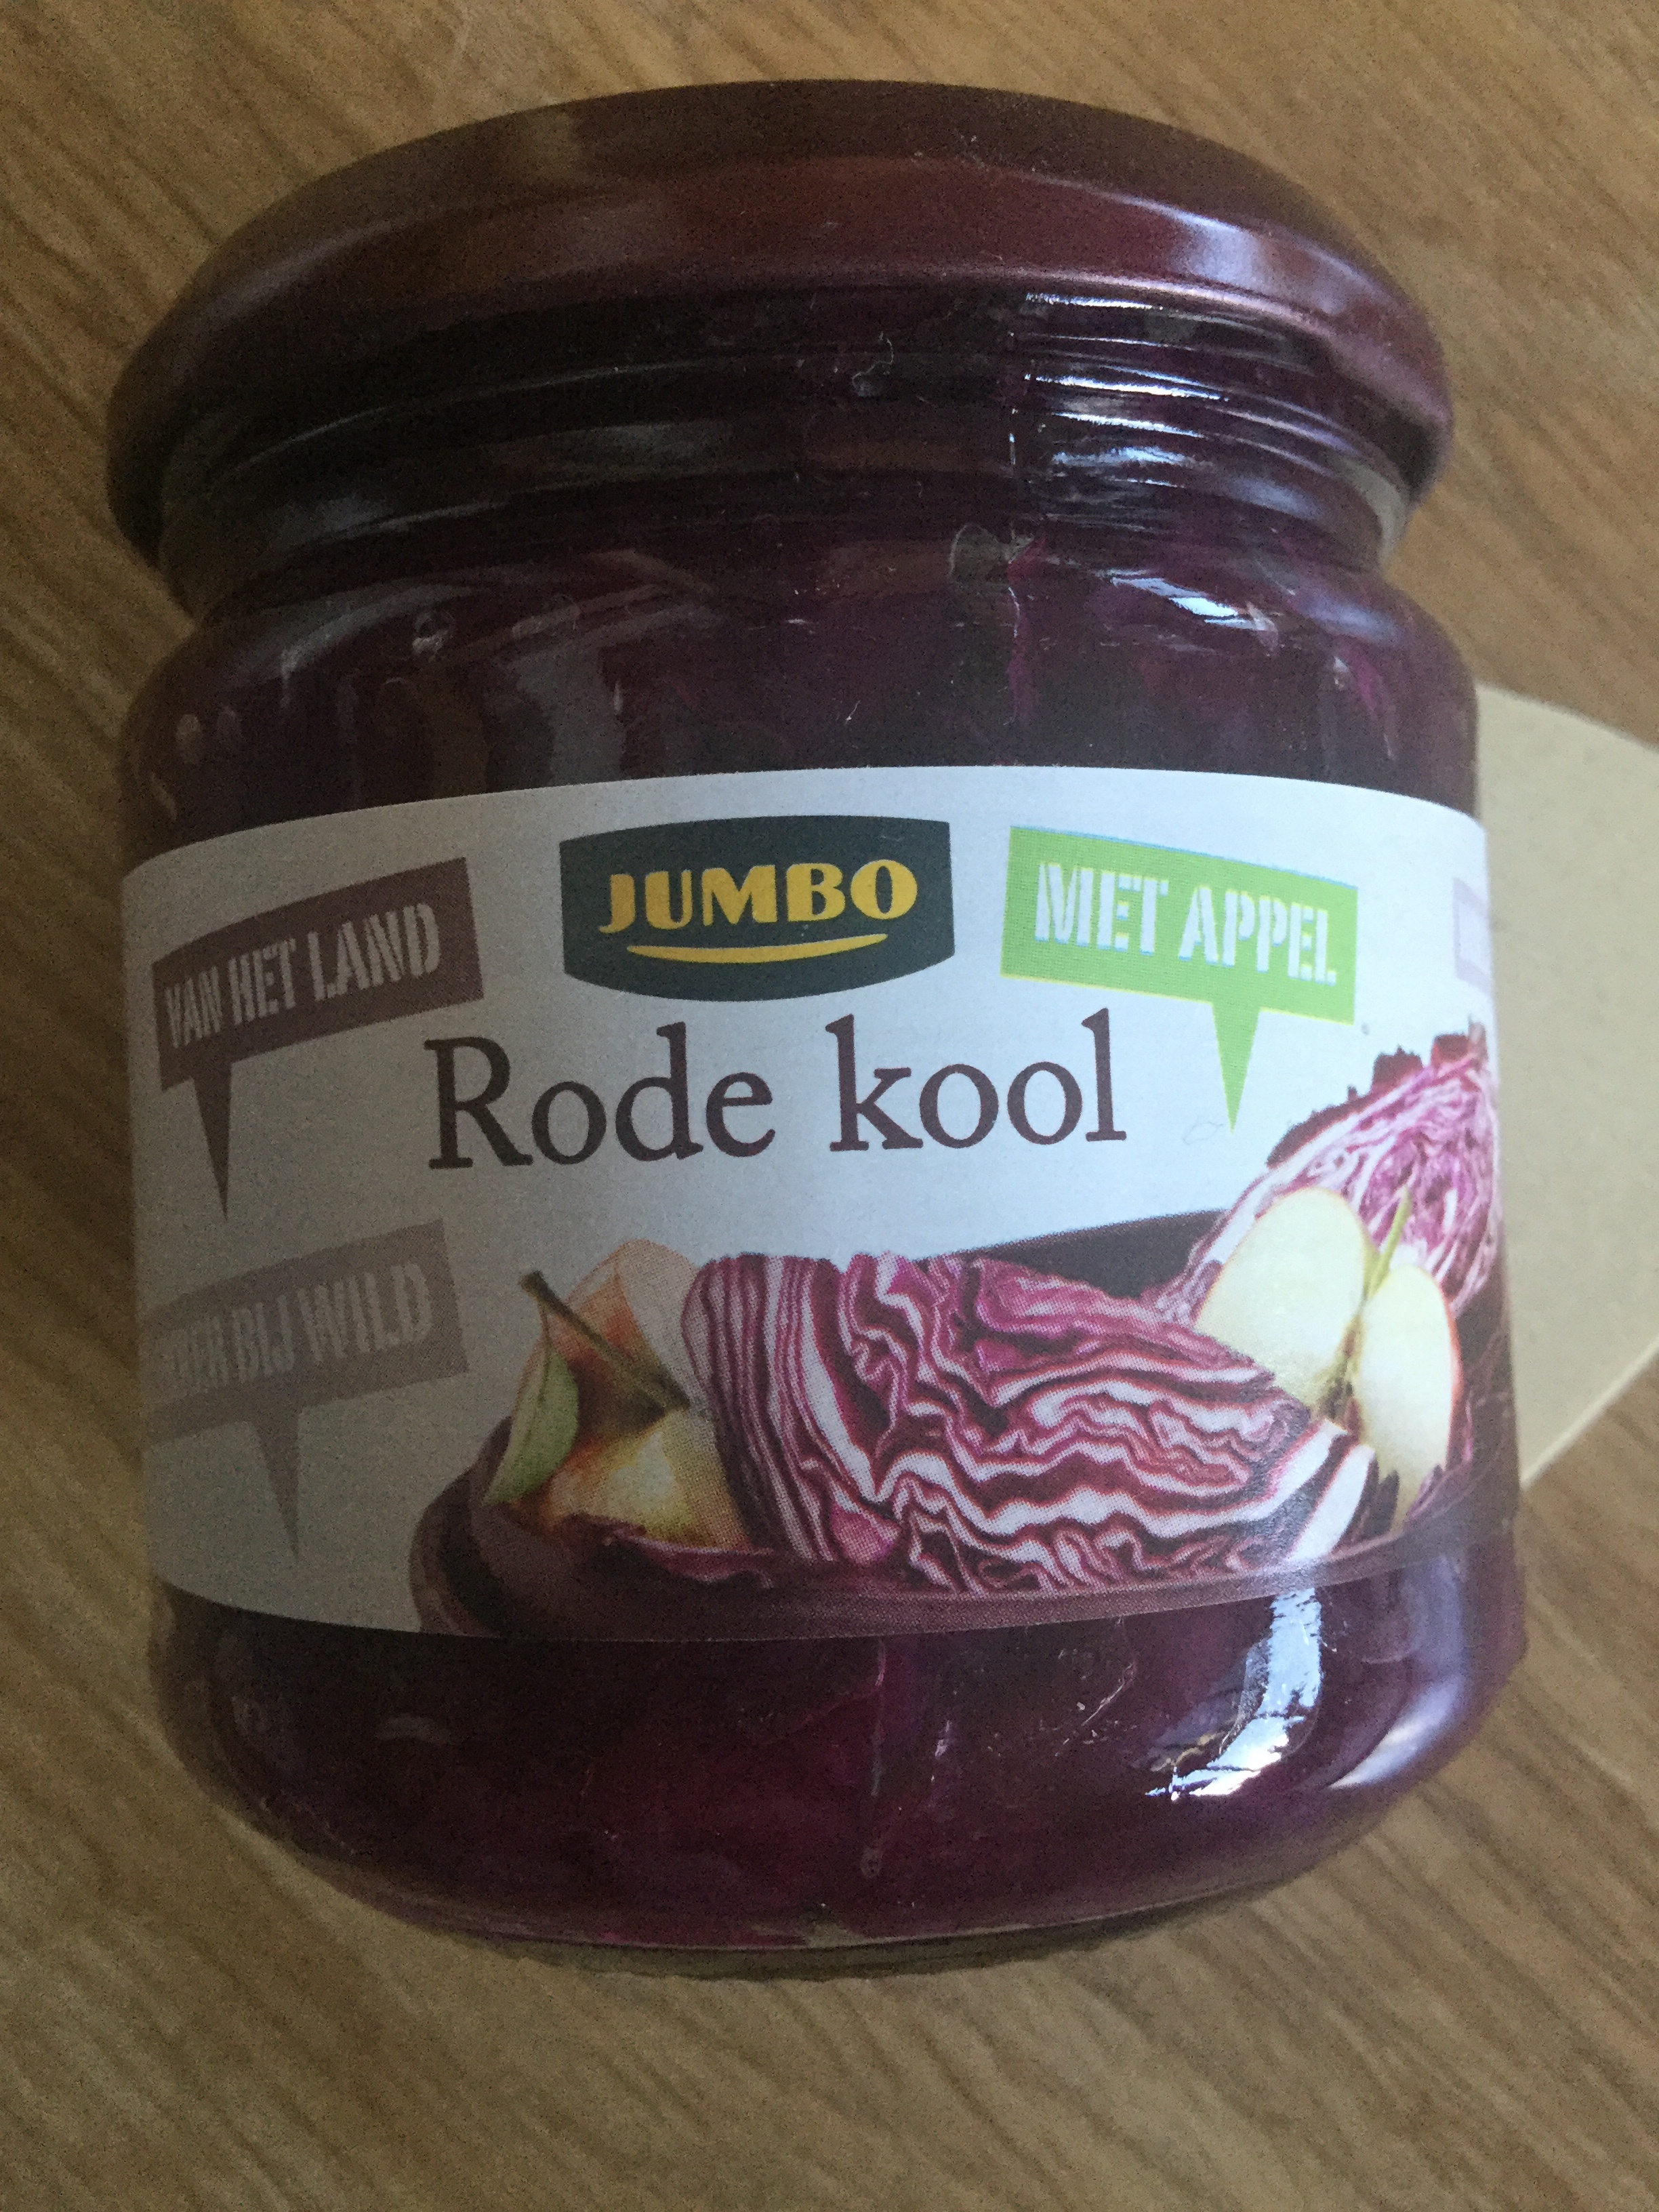 JUMBO
VAN HET LAND
MET APPEL
Rode kool
BIJ WILD